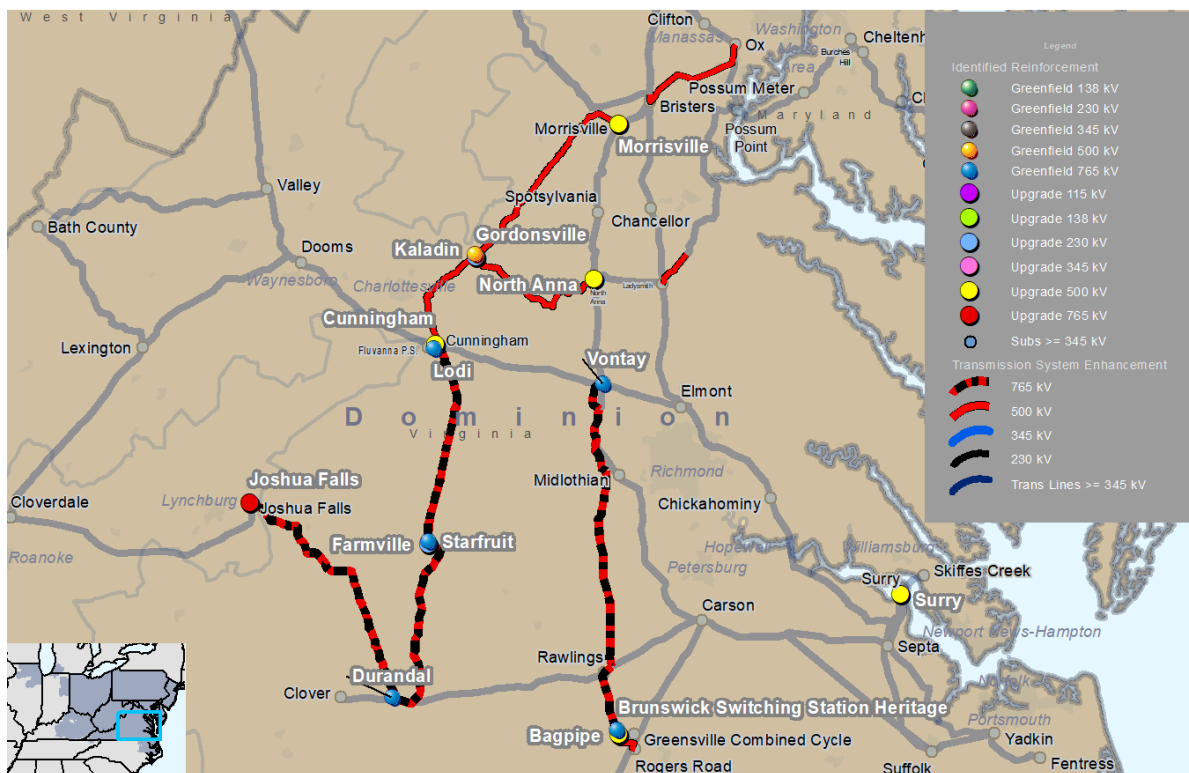 West Virginia
Clifton
Manassas
Ox
Washington
Metro
Area
Cheltenh
Burches
Hill
Possum Meter
Bristers
Maryland
Morrisville
Morrisville
Possum
Point
Valley
Bath County
Spotsylvania
Chancellor
Dooms
Gordonsville
Kaladin
Waynesboro
Charlottesville
North Anna
North
Anna
Ladysmith
Cunningham
Cunningham
Fluvanna P.S.
Lodi
Lexington
Vontay
Elmont
Dominion
Virginia
Joshua Falls
Joshua Falls
Lynchburg
Cloverdale
Roanoke
Midlothian
Richmond
Chickahominy
Farmville
Starfruit
Hopewell
Williamsburg
Petersburg
Surry
Skiffes Creek
Surry
Carson
Newport News-Hampton
Septa
Rawlings
Norfolk
Durandal
Clover
Brunswick Switching Station Heritage
Bagpipe
Greensville Combined Cycle
Rogers Road
Portsmouth
Yadkin
Suffolk
Fentress
Legend
Identified Reinforcement
Greenfield 138 kV
Greenfield 230 kV
Greenfield 345 kV
Greenfield 500 kV
Greenfield 765 kV
Upgrade 115 kV
Upgrade 138 kV
Upgrade 230 kV
Upgrade 345 kV
Upgrade 500 kV
Upgrade 765 kV
Subs >= 345 kV
Transmission System Enhancement
765 kV
500 kV
345 kV
230 kV
Trans Lines >= 345 kV